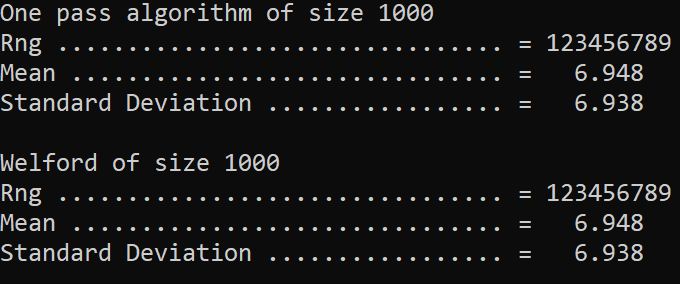 One pass algorithm of size 1000
Rng ................................ = 123456789
Mean ............................... =   6.948
Standard Deviation ................. =   6.938
Welford of size 1000
Rng ................................ = 123456789
Mean ............................... =   6.948
Standard Deviation ................. =   6.938